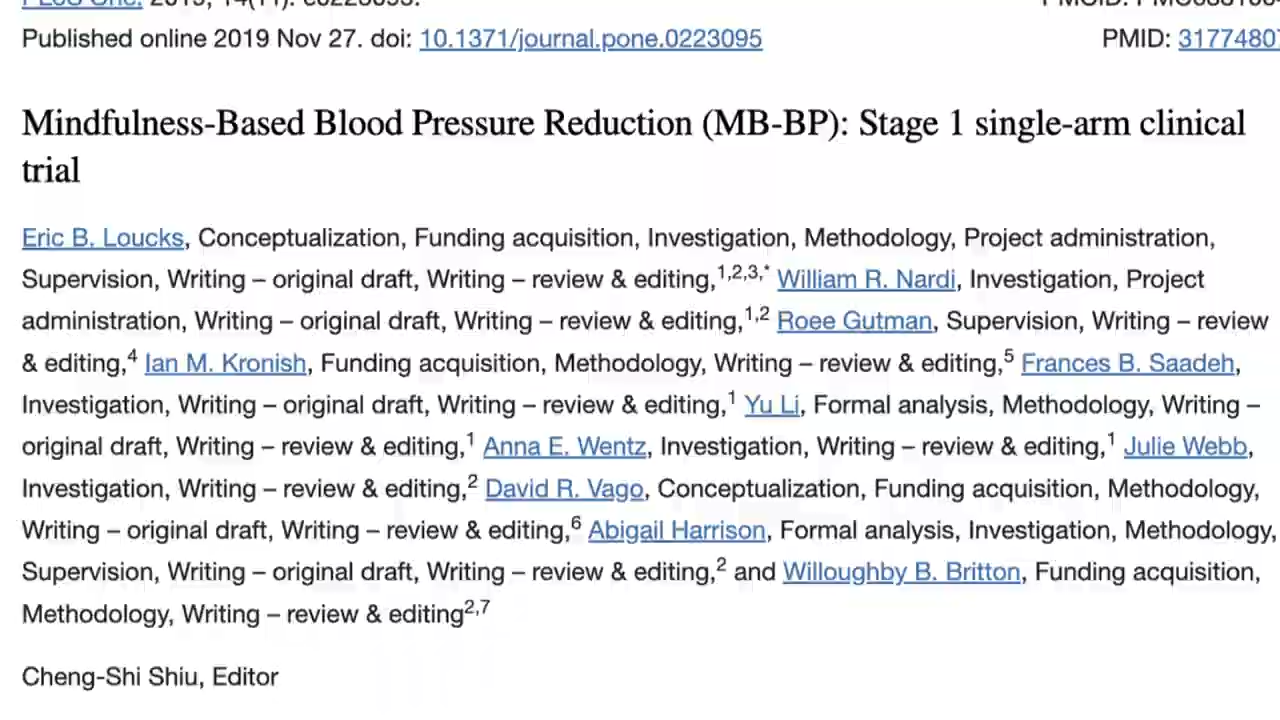 PLoS One. 2019; 14(11): e0223095.
Published online 2019 Nov 27. doi: 10.1371/journal.pone.0223095
PMID: 31774807
Mindfulness-Based Blood Pressure Reduction (MB-BP): Stage 1 single-arm clinical
trial
Eric B. Loucks, Conceptualization, Funding acquisition, Investigation, Methodology, Project administration,
Supervision, Writing – original draft, Writing – review & editing,1,2,3,* William R. Nardi, Investigation, Project
administration, Writing – original draft, Writing – review & editing,1,2 Roee Gutman, Supervision, Writing – review
& editing,4 Ian M. Kronish, Funding acquisition, Methodology, Writing – review & editing,5 Frances B. Saadeh,
Investigation, Writing – original draft, Writing – review & editing,1 Yu Li, Formal analysis, Methodology, Writing –
original draft, Writing – review & editing,1 Anna E. Wentz, Investigation, Writing – review & editing,1 Julie Webb,
Investigation, Writing – review & editing,2 David R. Vago, Conceptualization, Funding acquisition, Methodology,
Writing – original draft, Writing – review & editing,6 Abigail Harrison, Formal analysis, Investigation, Methodology,
Supervision, Writing – original draft, Writing – review & editing,2 and Willoughby B. Britton, Funding acquisition,
Methodology, Writing – review & editing2,7
Cheng-Shi Shiu, Editor